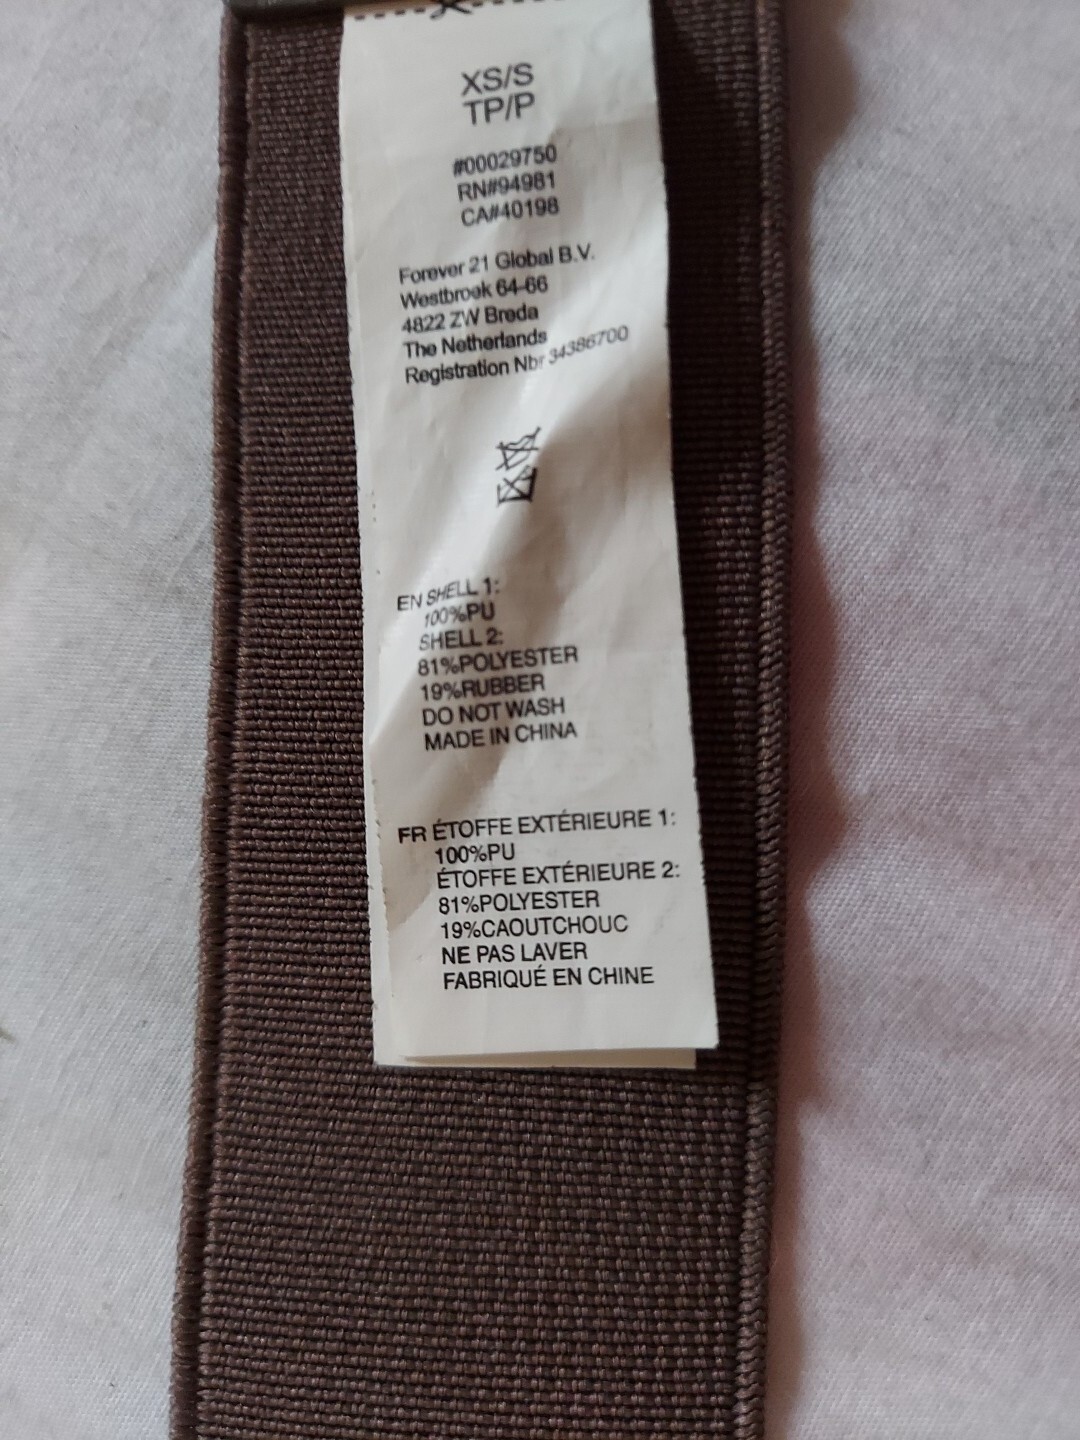 XS/S
TP/P
#00029750
RN#94981
CA#40198
Forever 21 Global B.V.
Westbroek 64-66
4822 ZW Breda
The Netherlands
Registration Nbr 34386700
EN SHELL 1:
100%PU
SHELL 2:
81%POLYESTER
19%RUBBER
DO NOT WASH
MADE IN CHINA
FR ÉTOFFE EXTÉRIEURE 1:
100%PU
ÉTOFFE EXTÉRIEURE 2:
81%POLYESTER
19%CAOUTCHOUC
NE PAS LAVER
FABRIQUÉ EN CHINE